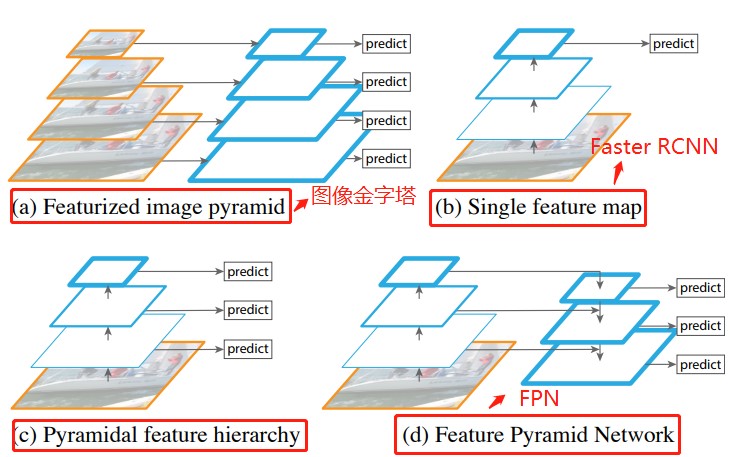 predict
predict
predict
predict
predict
Faster RCNN
(a) Featurized image pyramid
图像金字塔
(b) Single feature map
predict
predict
predict
predict
predict
predict
FPN
(c) Pyramidal feature hierarchy
(d) Feature Pyramid Network